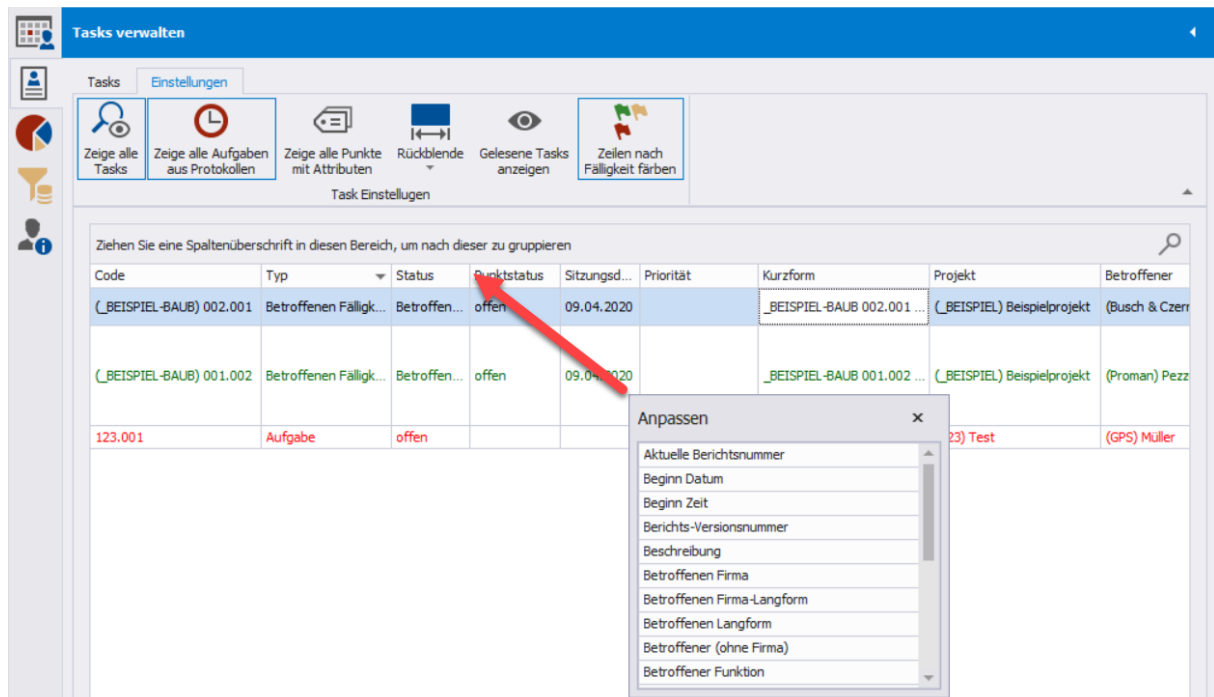 Tasks verwalten
Tasks Einstellungen
Zeige alle Tasks
Zeige alle Aufgaben aus Protokollen
Zeige alle Punkte mit Attributen
Rückblende
Gelesene Tasks anzeigen
Zeilen nach Fälligkeit färben
Task Einstellugen
Ziehen Sie eine Spaltenüberschrift in diesen Bereich, um nach dieser zu gruppieren
Code Typ Status Punktstatus Sitzungsd... Priorität Kurzform Projekt Betroffener
(_BEISPIEL-BAUB) 002.001 Betroffenen Fälligk... Betroffen... offen 09.04.2020 _BEISPIEL-BAUB 002.001 ... (_BEISPIEL) Beispielprojekt (Busch & Czerr
(_BEISPIEL-BAUB) 001.002 Betroffenen Fälligk... Betroffen... offen 09.04.2020 _BEISPIEL-BAUB 001.002 ... (_BEISPIEL) Beispielprojekt (Proman) Pezz
123.001 Aufgabe offen 23) Test (GPS) Müller
Anpassen
Aktuelle Berichtsnummer
Beginn Datum
Beginn Zeit
Berichts-Versionsnummer
Beschreibung
Betroffenen Firma
Betroffenen Firma-Langform
Betroffenen Langform
Betroffener (ohne Firma)
Betroffener Funktion